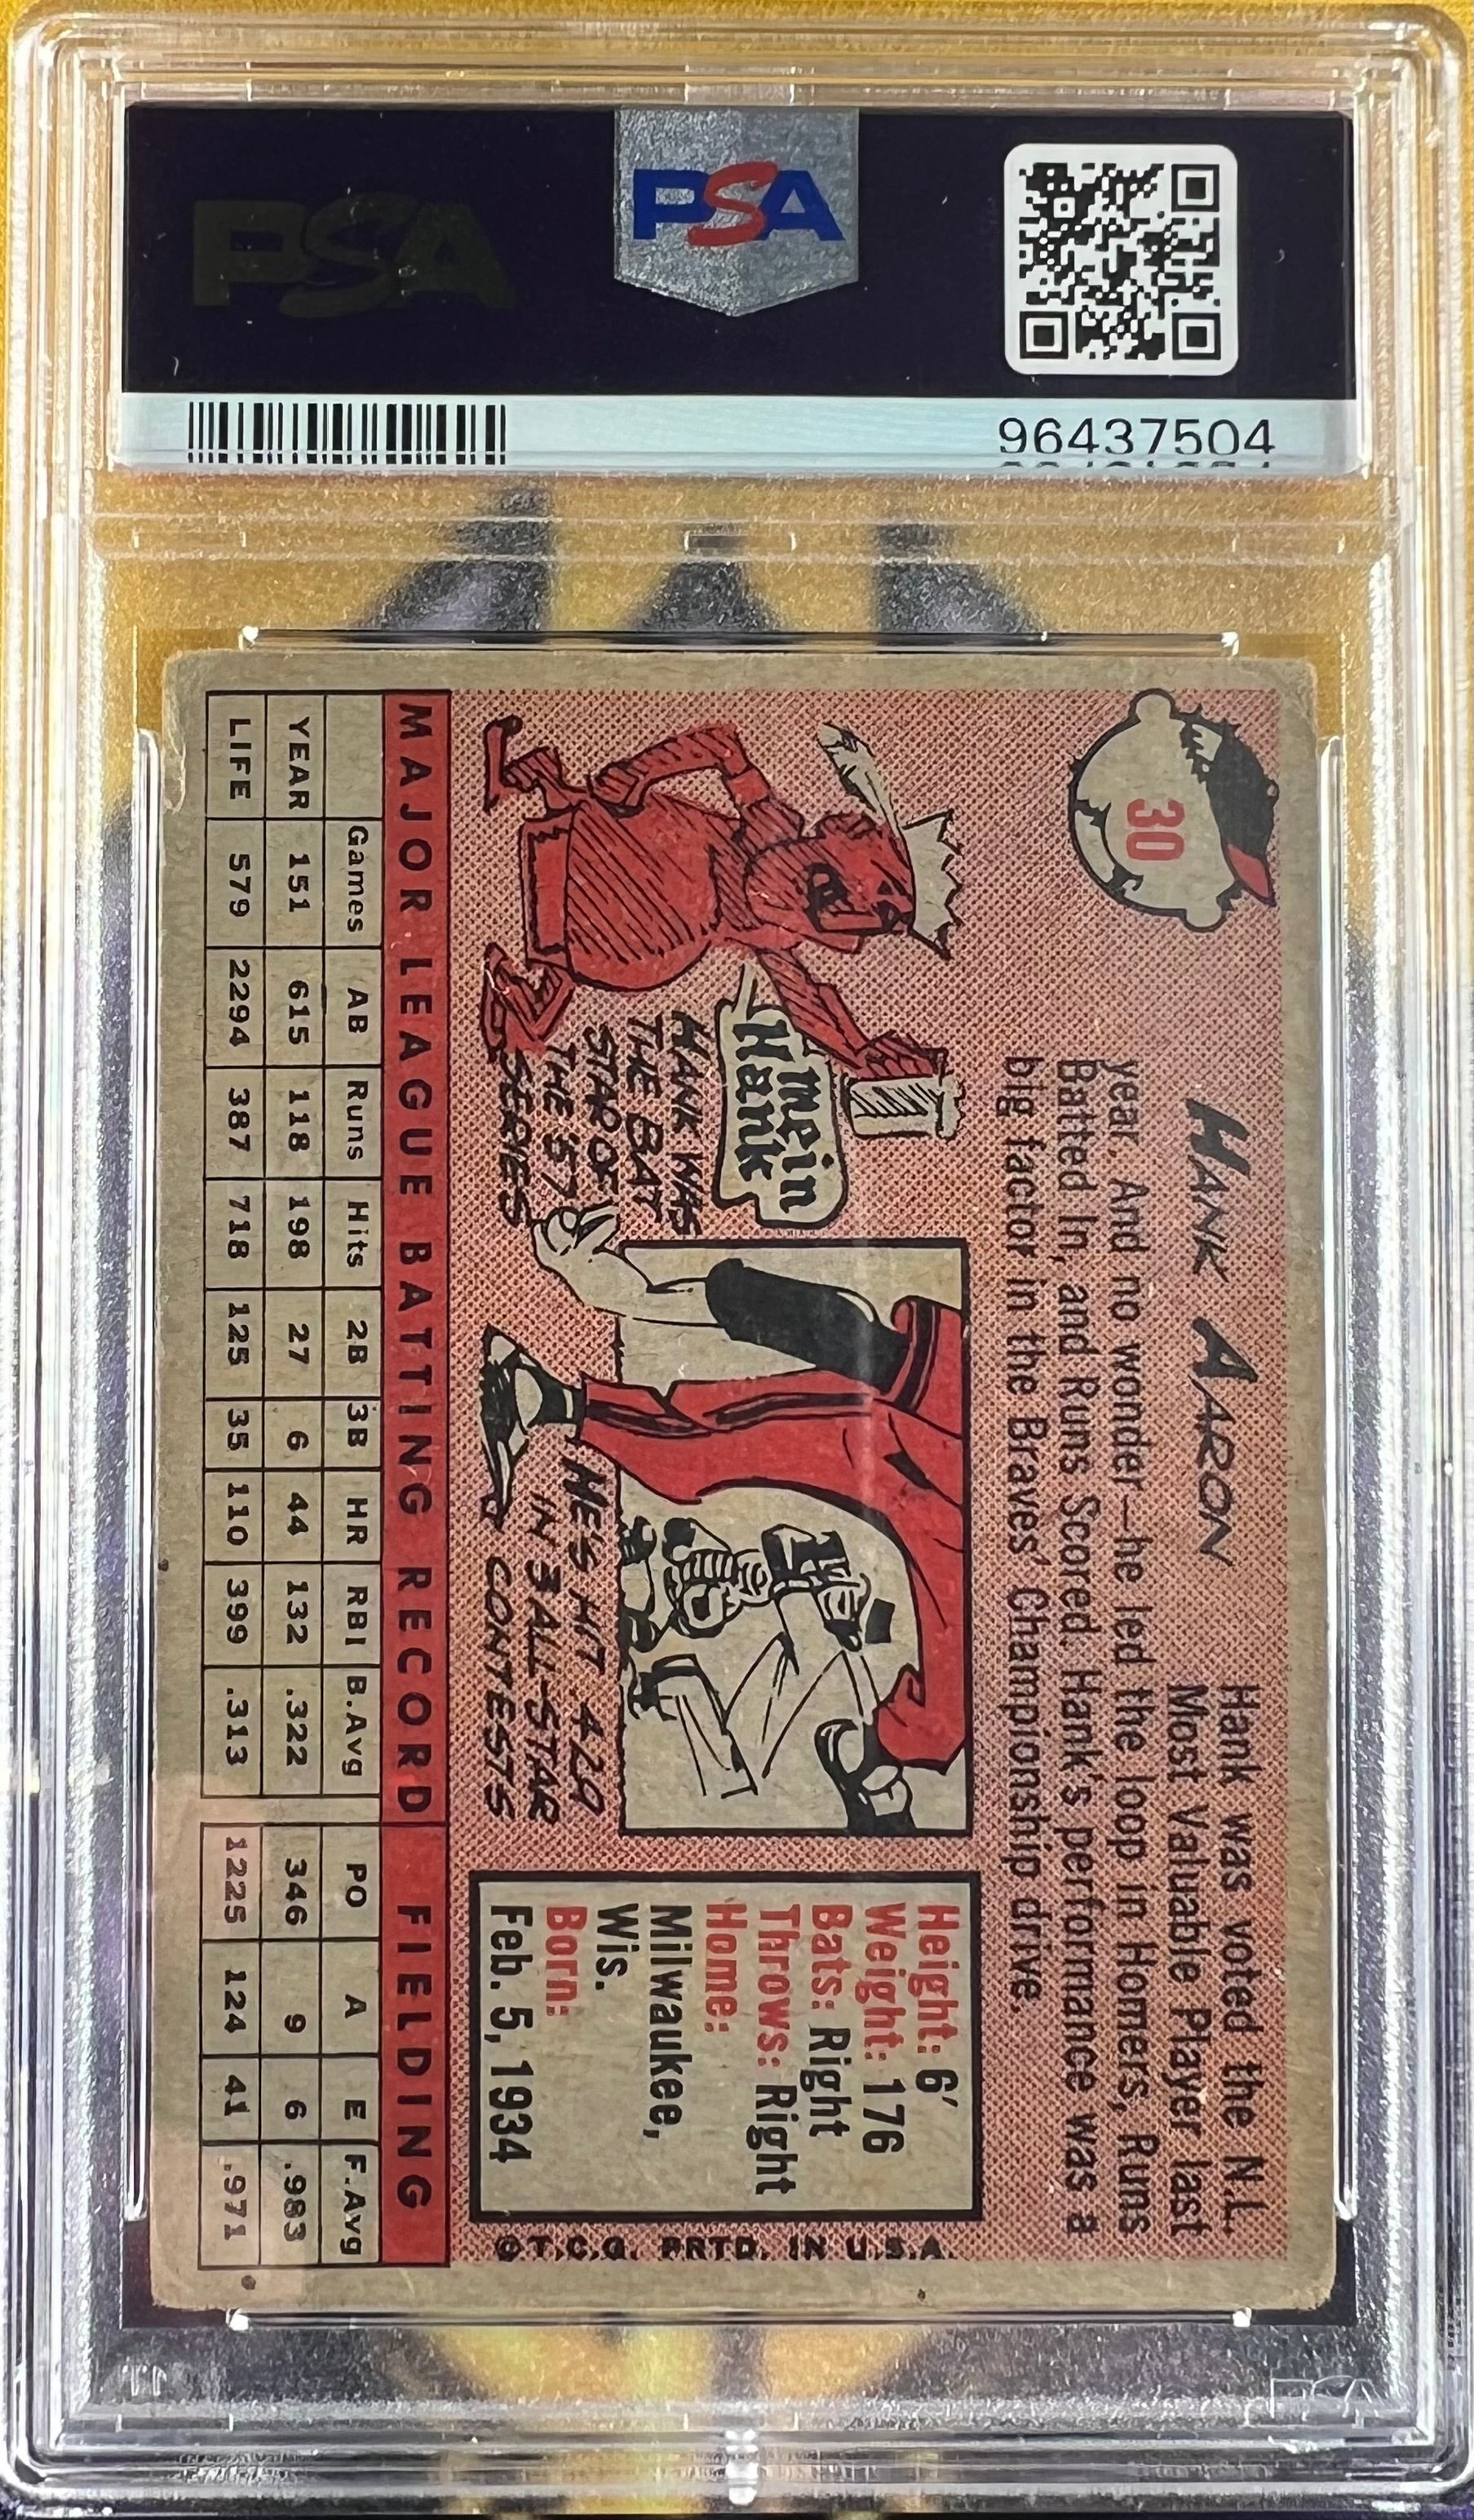 PSA
PSA
96437504
30
HANK AARON
Hank was voted the N.L.
Most Valuable Player last
year. And no wonder—he led the loop in Homers, Runs
Batted In, and Runs Scored. Hank's performance was a
big factor in the Braves' Championship drive.
mein
Hank
HANK WAS
THE BAT
STAR OF
THE '57
SERIES
HE'S HIT .429
IN 3 ALL-STAR
CONTESTS
Height: 6'
Weight: 176
Bats: Right
Throws: Right
Home:
Milwaukee,
Wis.
Born:
Feb. 5, 1934
©T.C.G. PRTD. IN U.S.A.
MAJOR LEAGUE BATTING RECORD FIELDING
Games AB Runs Hits 2B 3B HR RBI B.Avg PO A E F.Avg
YEAR 151 615 118 198 27 6 44 132 .322 346 9 6 .983
LIFE 579 2294 387 718 125 35 110 399 .313 1225 124 41 .971
PSA